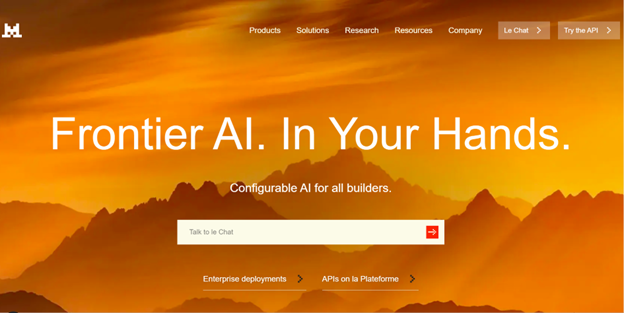 Products Solutions Research Resources Company Le Chat Try the API
Frontier AI. In Your Hands.
Configurable AI for all builders.
Talk to le Chat
Enterprise deployments APIs on la Plateforme